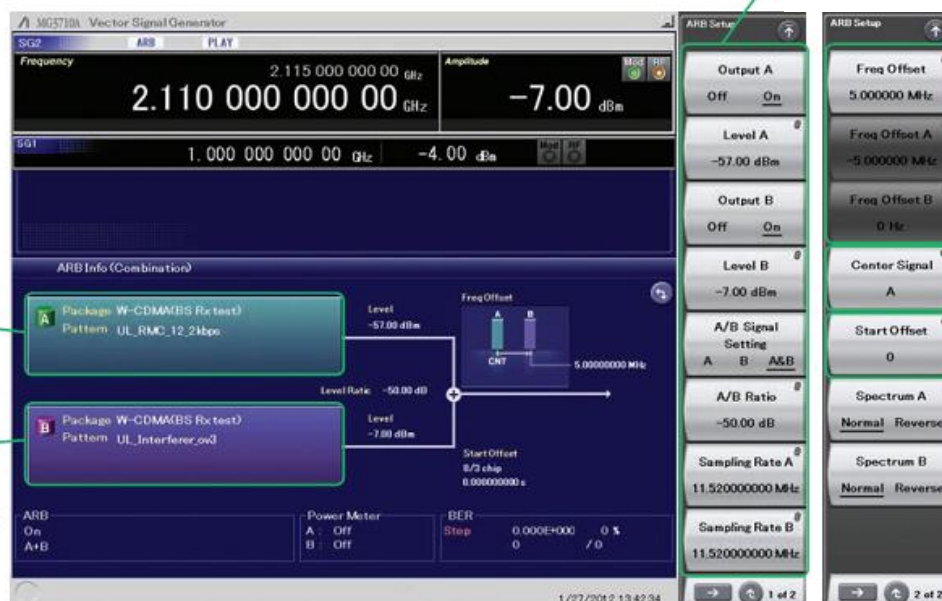 MG3710A Vector Signal Generator
SG2 ARB PLAY
Frequency
2.115 000 000 00 GHz
2.110 000 000 00 GHz
Amplitude
-7.00 dBm
Mod RF
SG1
1.000 000 000 00 GHz -4.00 dBm
Mod RF
ARB Info (Combination)
A Package W-CDMA(BS Rx test)
Pattern UL_RMC_12_2kbps
Level
-57.00 dBm
Level Ratio -50.00 dB
B Package W-CDMA(BS Rx test)
Pattern UL_Interferer_ov3
Level
-7.00 dBm
Freq Offset
A B
CNT
5.00000000 MHz
Start Offset
0/3 chip
0.000000000 s
ARB
On
A+B
Power Meter
A : Off
B : Off
BER
Stop 0.000E+000 0 %
0 / 0
1/27/2012 13:42:34
ARB Setup
Output A
Off On
Level A
-57.00 dBm
Output B
Off On
Level B
-7.00 dBm
A/B Signal
Setting
A B A&B
A/B Ratio
-50.00 dB
Sampling Rate A
11.520000000 MHz
Sampling Rate B
11.520000000 MHz
1 of 2
ARB Setup
Freq Offset
5.000000 MHz
Freq Offset A
-5.000000 MHz
Freq Offset B
0 Hz
Center Signal
A
Start Offset
0
Spectrum A
Normal Reverse
Spectrum B
Normal Reverse
2 of 2